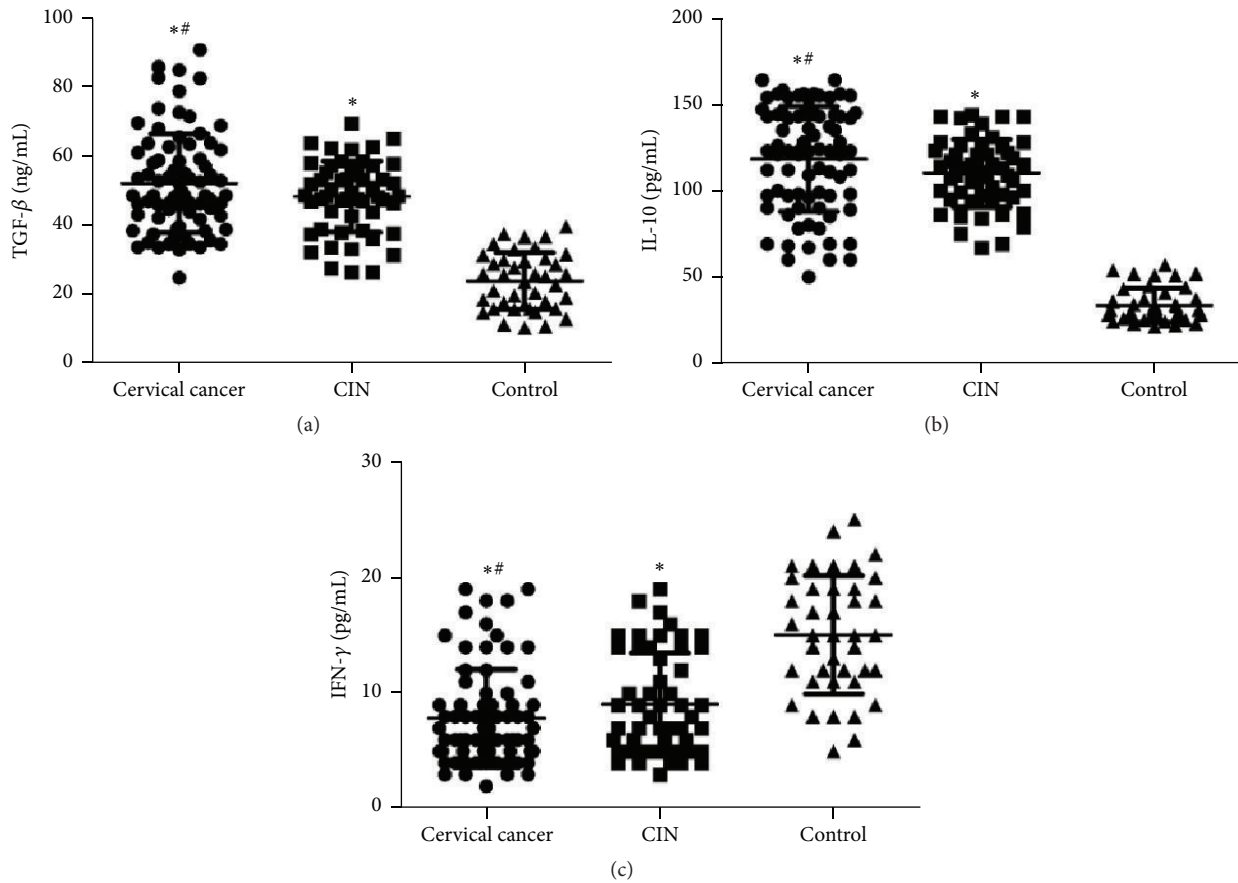 100
80
60
40
20
0
TGF-β (ng/mL)
*#
*
Cervical cancer
CIN
Control
(a)
200
150
100
50
0
IL-10 (pg/mL)
*#
*
Cervical cancer
CIN
Control
(b)
30
20
10
0
IFN-γ (pg/mL)
*#
*
Cervical cancer
CIN
Control
(c)